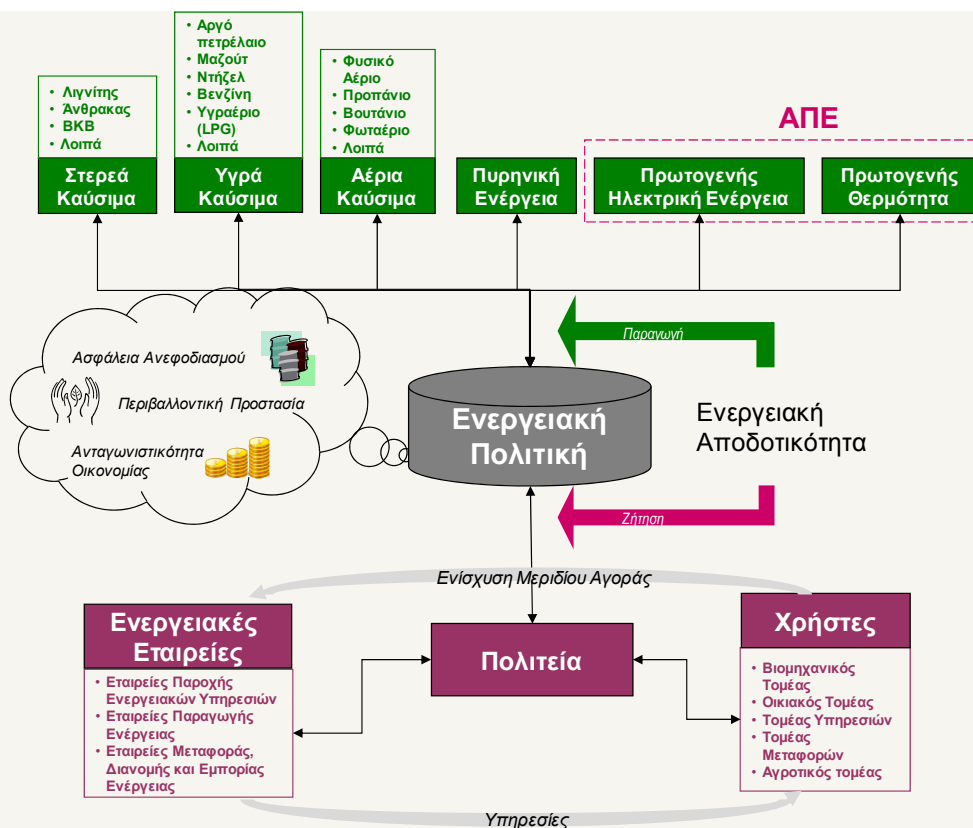 • Λιγνίτης
• Άνθρακας
• ΒΚΒ
• Λοιπά
Στερεά
Καύσιμα
• Αργό
πετρέλαιο
• Μαζούτ
• Ντήζελ
• Βενζίνη
• Υγραέριο
(LPG)
• Λοιπά
Υγρά
Καύσιμα
• Φυσικό
Αέριο
• Προπάνιο
• Βουτάνιο
• Φωταέριο
• Λοιπά
Αέρια
Καύσιμα
Πυρηνική
Ενέργεια
ΑΠΕ
Πρωτογενής
Ηλεκτρική Ενέργεια
Πρωτογενής
Θερμότητα
Ασφάλεια Ανεφοδιασμού
Περιβαλλοντική Προστασία
Ανταγωνιστικότητα
Οικονομίας
Παραγωγή
Ενεργειακή
Πολιτική
Ενεργειακή
Αποδοτικότητα
Ζήτηση
Ενίσχυση Μεριδίου Αγοράς
Ενεργειακές
Εταιρείες
• Εταιρείες Παροχής
Ενεργειακών Υπηρεσιών
• Εταιρείες Παραγωγής
Ενέργειας
• Εταιρείες Μεταφοράς,
Διανομής και Εμπορίας
Ενέργειας
Πολιτεία
Χρήστες
• Βιομηχανικός
Τομέας
• Οικιακός Τομέας
• Τομέας Υπηρεσιών
• Τομέας
Μεταφορών
• Αγροτικός τομέας
Υπηρεσίες